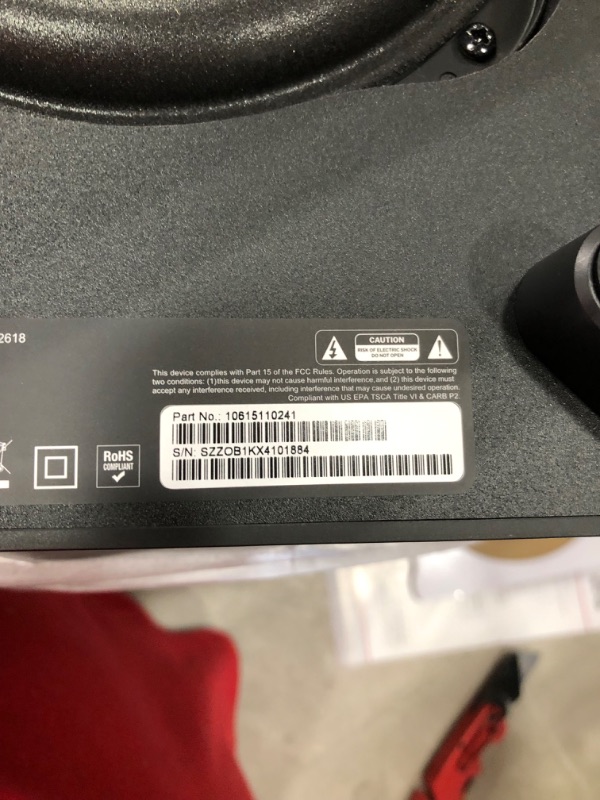 2618
CAUTION
RISK OF ELECTRIC SHOCK
DO NOT OPEN
This device complies with Part 15 of the FCC Rules. Operation is subject to the following
two conditions: (1)this device may not cause harmful interference,and (2) this device must
accept any interference received, including interference that may cause undesired operation.
Compliant with US EPA TSCA Title VI & CARB P2
Part No.: 10615110241
S/N: SZZOB1KX4101884
RoHS
COMPLIANT